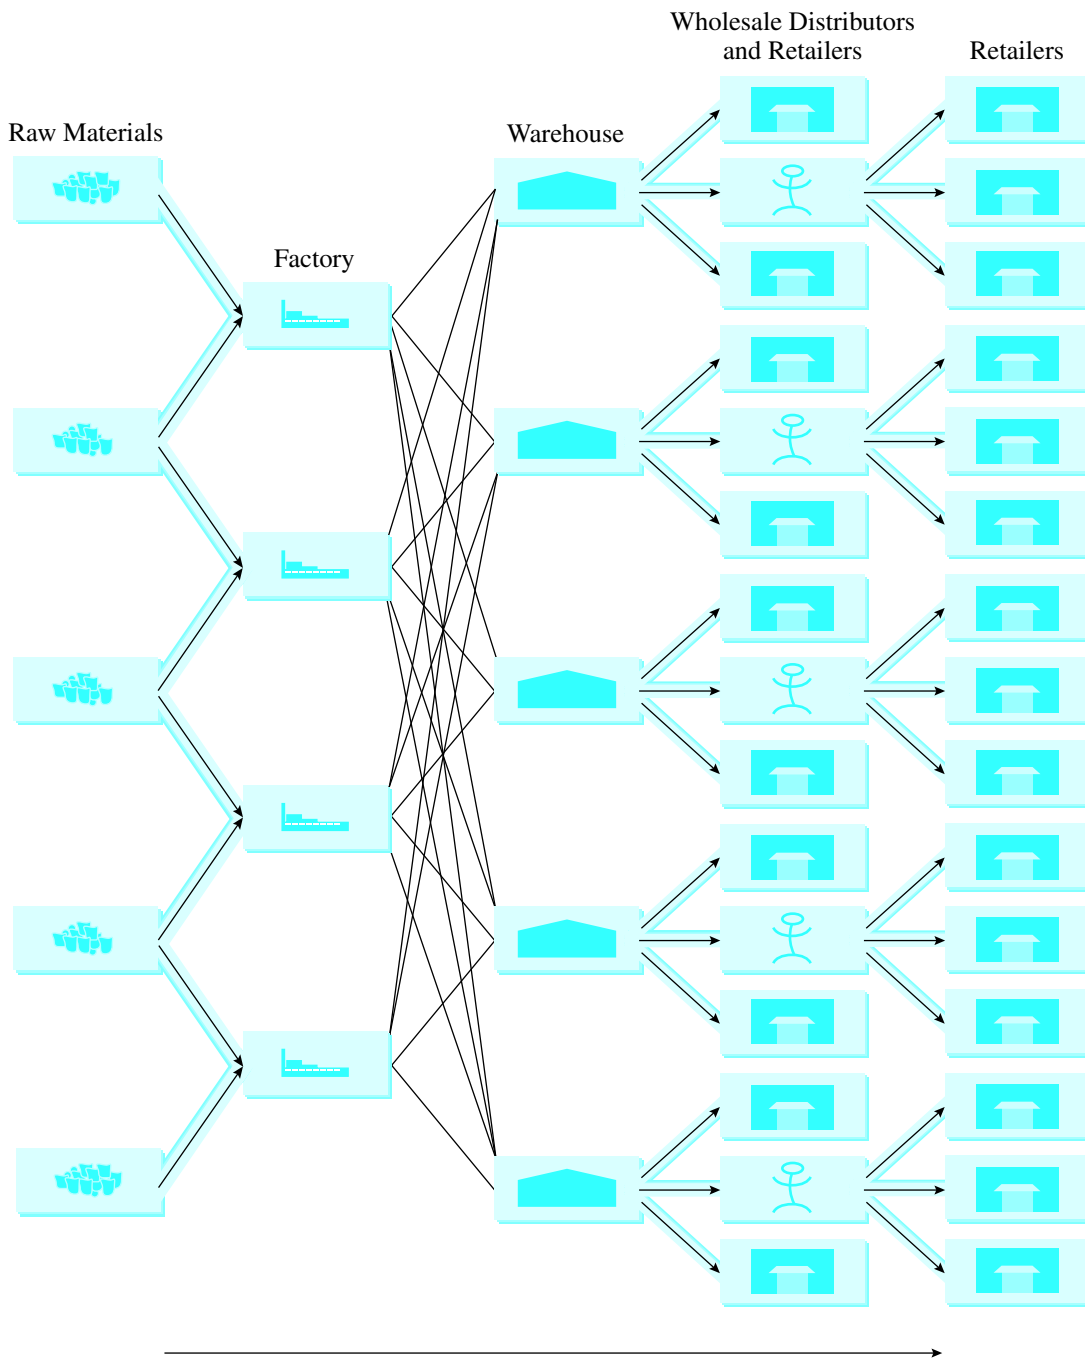 Wholesale Distributors
and Retailers
Retailers
Raw Materials
Warehouse
Factory